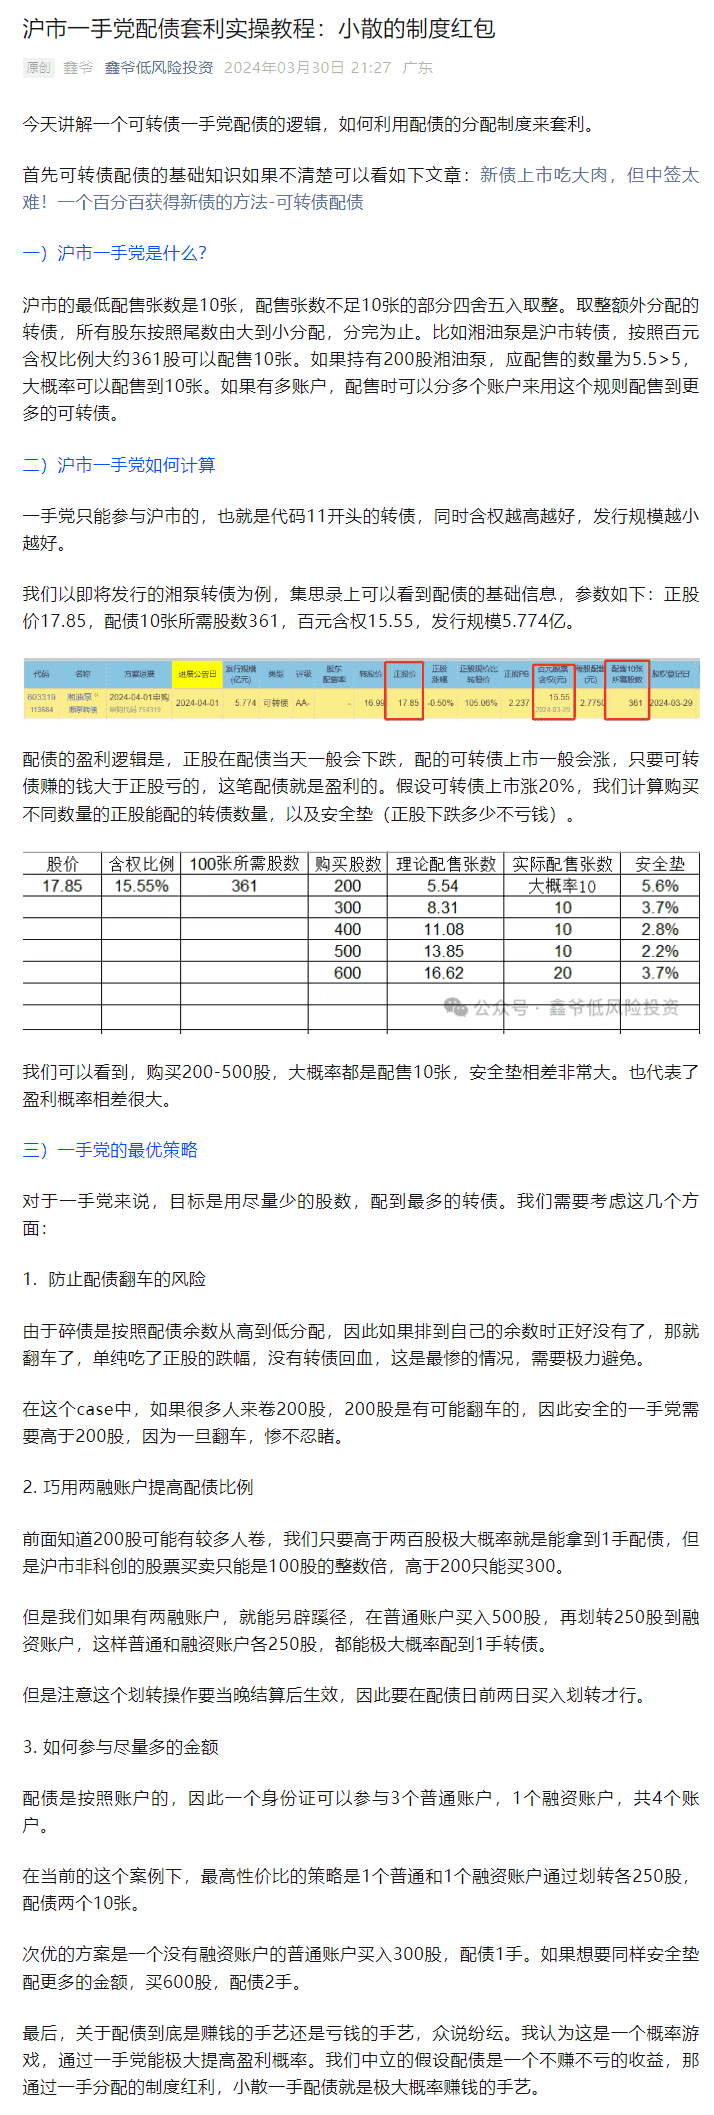 沪市一手党配债套利实操教程：小散的制度红包
原创 鑫爷 鑫爷低风险投资 2024年03月30日 21:27 广东
今天讲解一个可转债一手党配债的逻辑，如何利用配债的分配制度来套利。
首先可转债配债的基础知识如果不清楚可以看如下文章：新债上市吃大肉，但中签太
难！一个百分百获得新债的方法-可转债配债
一）沪市一手党是什么？
沪市的最低配售张数是10张，配售张数不足10张的部分四舍五入取整。取整额外分配的
转债，所有股东按照尾数由大到小分配，分完为止。比如湘油泵是沪市转债，按照百元
含权比例大约361股可以配售10张。如果持有200股湘油泵，应配售的数量为5.5>5，
大概率可以配售到10张。如果有多账户，配售时可以分多个账户来用这个规则配售到更
多的可转债。
二）沪市一手党如何计算
一手党只能参与沪市的，也就是代码11开头的转债，同时含权越高越好，发行规模越小
越好。
我们以即将发行的湘泵转债为例，集思录上可以看到配债的基础信息，参数如下：正股
价17.85，配债10张所需股数361，百元含权15.55，发行规模5.774亿。
代码 名称 方案进展 进展公告日 发行规模(亿元) 类型 评级 股东配售率 转股价 正股价 正股涨幅 正股现价比转股价 正股PB 百元股票含权(元) 每股配售(元) 配售10张所需股数 股权登记日
603319 湘油泵 2024-04-01申购 2024-04-01 5.774 可转债 AA- - 16.99 17.85 -0.50% 105.06% 2.237 15.55 2.7750 361 2024-03-29
113684 湘泵转债 申购代码 754319 2024-03-29
配债的盈利逻辑是，正股在配债当天一般会下跌，配的可转债上市一般会涨，只要可转
债赚的钱大于正股亏的，这笔配债就是盈利的。假设可转债上市涨20%，我们计算购买
不同数量的正股能配的转债数量，以及安全垫（正股下跌多少不亏钱）。
股价 含权比例 100张所需股数 购买股数 理论配售张数 实际配售张数 安全垫
17.85 15.55% 361 200 5.54 大概率10 5.6%
300 8.31 10 3.7%
400 11.08 10 2.8%
500 13.85 10 2.2%
600 16.62 20 3.7%
公众号 · 鑫爷低风险投资
我们可以看到，购买200-500股，大概率都是配售10张，安全垫相差非常大。也代表了
盈利概率相差很大。
三）一手党的最优策略
对于一手党来说，目标是用尽量少的股数，配到最多的转债。我们需要考虑这几个方
面：
1. 防止配债翻车的风险
由于碎债是按照配债余数从高到低分配，因此如果排到自己的余数时正好没有了，那就
翻车了，单纯吃了正股的跌幅，没有转债回血，这是最惨的情况，需要极力避免。
在这个case中，如果很多人来卷200股，200股是有可能翻车的，因此安全的一手党需
要高于200股，因为一旦翻车，惨不忍睹。
2. 巧用两融账户提高配债比例
前面知道200股可能有较多人卷，我们只要高于两百股极大概率就是能拿到1手配债，但
是沪市非科创的股票买卖只能是100股的整数倍，高于200只能买300。
但是我们如果有两融账户，就能另辟蹊径，在普通账户买入500股，再划转250股到融
资账户，这样普通和融资账户各250股，都能极大概率配到1手转债。
但是注意这个划转操作要当晚结算后生效，因此要在配债日前两日买入划转才行。
3. 如何参与尽量多的金额
配债是按照账户的，因此一个身份证可以参与3个普通账户，1个融资账户，共4个账
户。
在当前的这个案例下，最高性价比的策略是1个普通和1个融资账户通过划转各250股，
配债两个10张。
次优的方案是一个没有融资账户的普通账户买入300股，配债1手。如果想要同样安全垫
配更多的金额，买600股，配债2手。
最后，关于配债到底是赚钱的手艺还是亏钱的手艺，众说纷纭。我认为这是一个概率游
戏，通过一手党能极大提高盈利概率。我们中立的假设配债是一个不赚不亏的收益，那
通过一手分配的制度红利，小散一手配债就是极大概率赚钱的手艺。